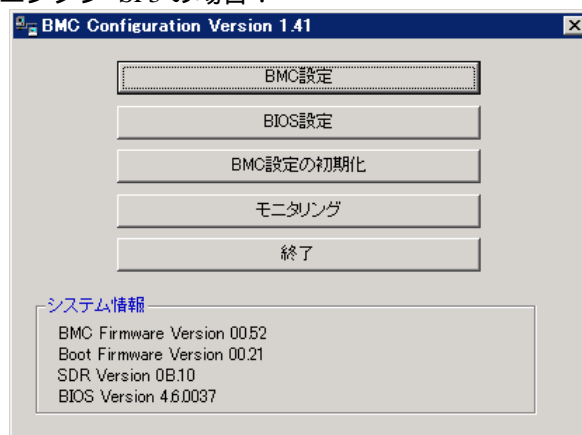 BMC Configuration Version 1.41
BMC設定
BIOS設定
BMC設定の初期化
モニタリング
終了
システム情報
BMC Firmware Version 00.52
Boot Firmware Version 00.21
SDR Version 0B.10
BIOS Version 4.6.0037